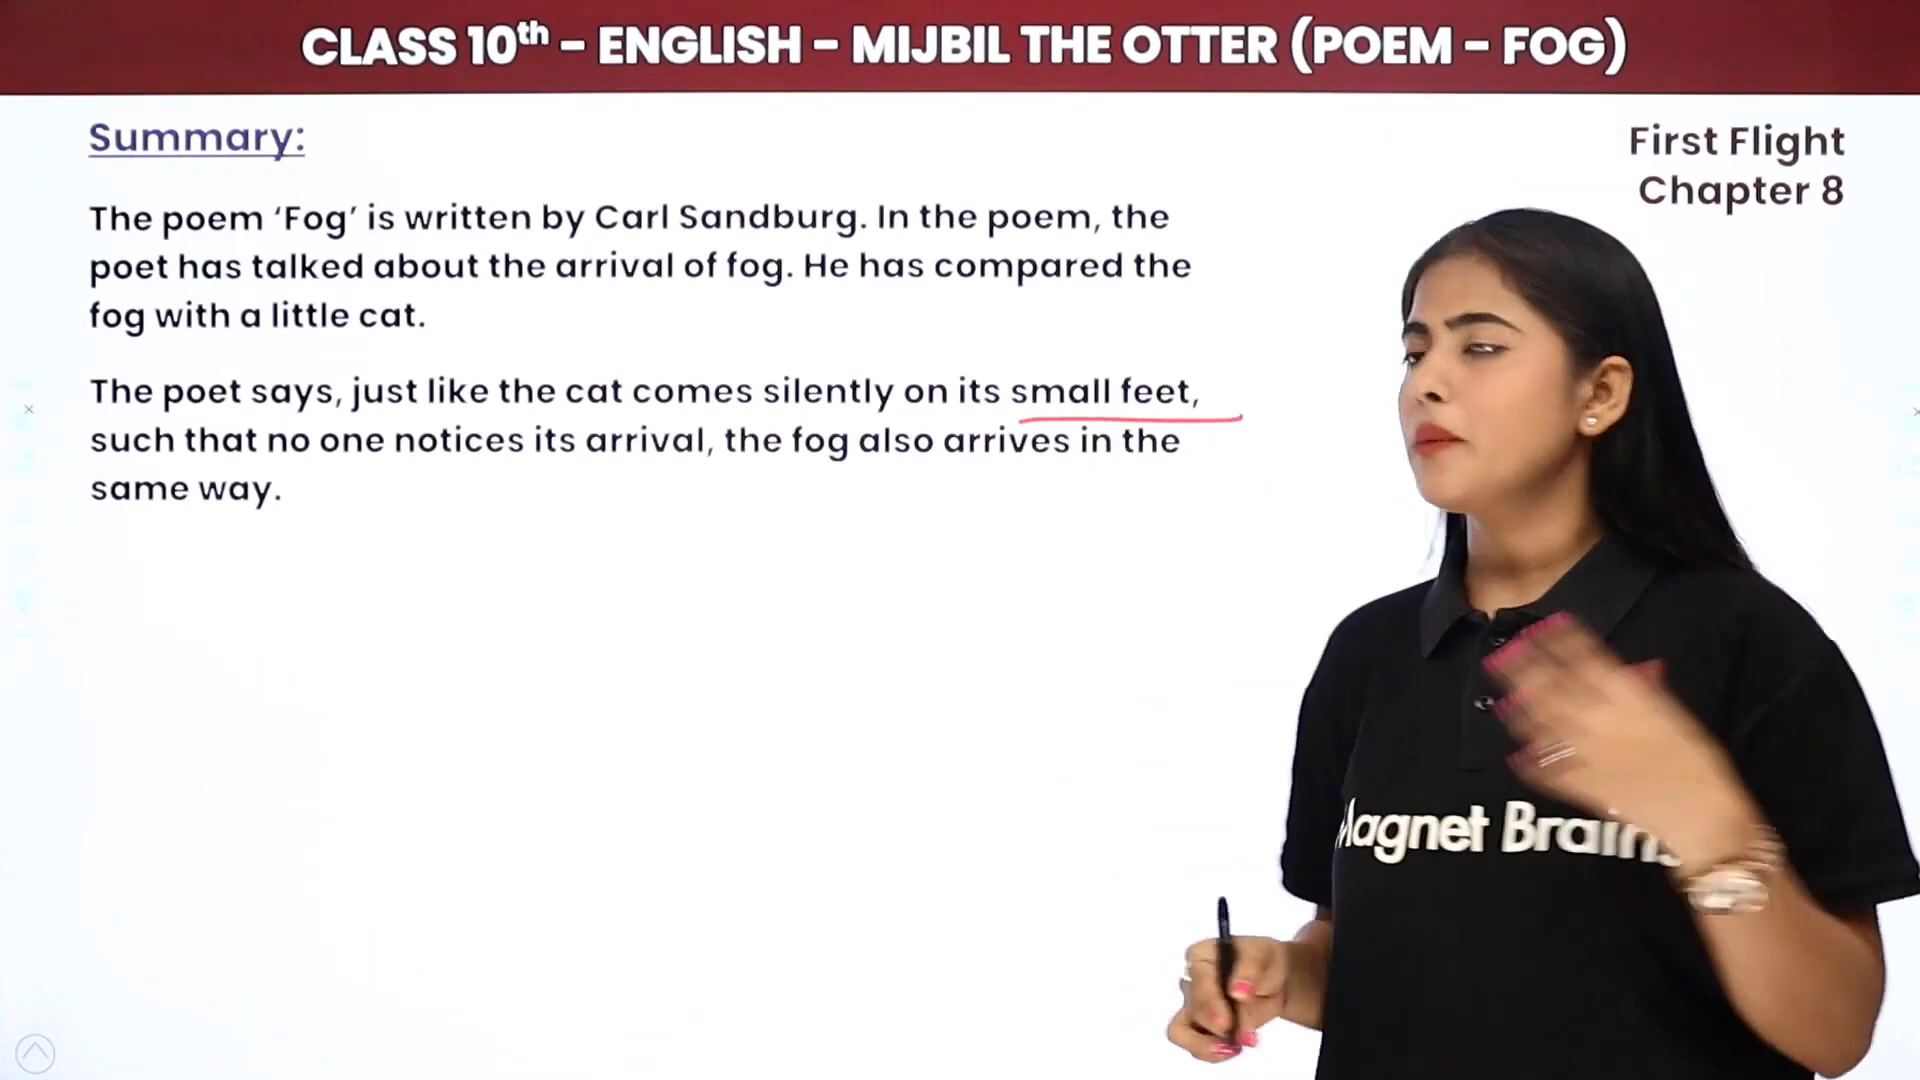 CLASS 10th – ENGLISH – MIJBIL THE OTTER (POEM – FOG)
Summary:
First Flight
Chapter 8
The poem ‘Fog’ is written by Carl Sandburg. In the poem, the
poet has talked about the arrival of fog. He has compared the
fog with a little cat.
The poet says, just like the cat comes silently on its small feet,
such that no one notices its arrival, the fog also arrives in the
same way.
Magnet Brains